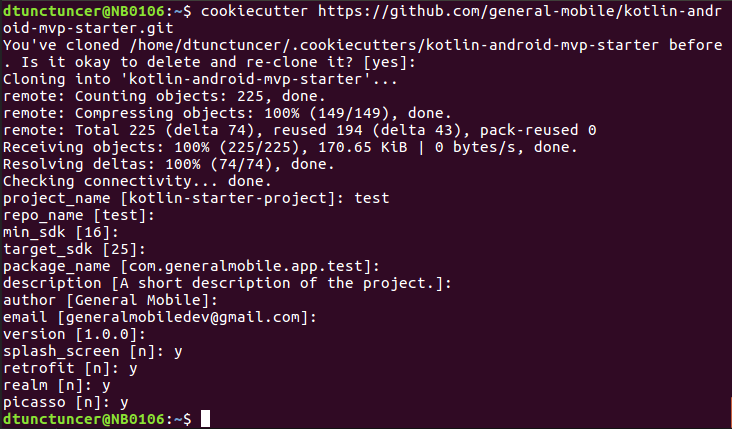 dtunctuncer@NB0106:~$ cookiecutter https://github.com/general-mobile/kotlin-andr
oid-mvp-starter.git
You've cloned /home/dtunctuncer/.cookiecutters/kotlin-android-mvp-starter before
. Is it okay to delete and re-clone it? [yes]:
Cloning into 'kotlin-android-mvp-starter'...
remote: Counting objects: 225, done.
remote: Compressing objects: 100% (149/149), done.
remote: Total 225 (delta 74), reused 194 (delta 43), pack-reused 0
Receiving objects: 100% (225/225), 170.65 KiB | 0 bytes/s, done.
Resolving deltas: 100% (74/74), done.
Checking connectivity... done.
project_name [kotlin-starter-project]: test
repo_name [test]:
min_sdk [16]:
target_sdk [25]:
package_name [com.generalmobile.app.test]:
description [A short description of the project.]:
author [General Mobile]:
email [generalmobiledev@gmail.com]:
version [1.0.0]:
splash_screen [n]: y
retrofit [n]: y
realm [n]: y
picasso [n]: y
dtunctuncer@NB0106:~$